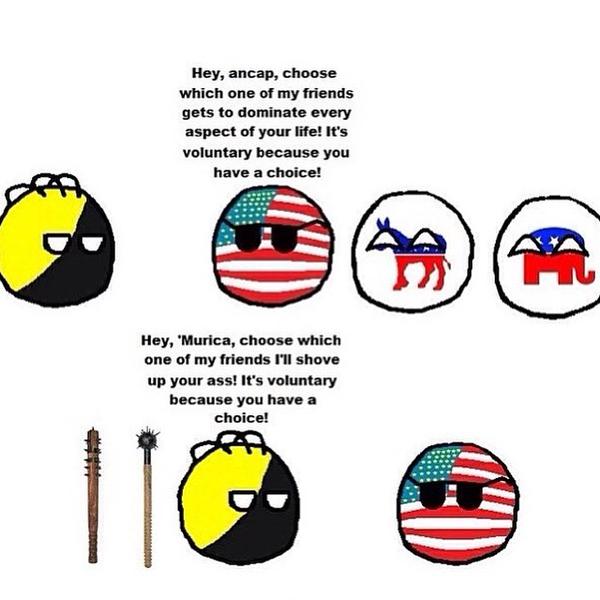 Hey, ancap, choose
which one of my friends
gets to dominate every
aspect of your life! It's
voluntary because you
have a choice!
Hey, 'Murica, choose which
one of my friends I'll shove
up your ass! It's voluntary
because you have a
choice!